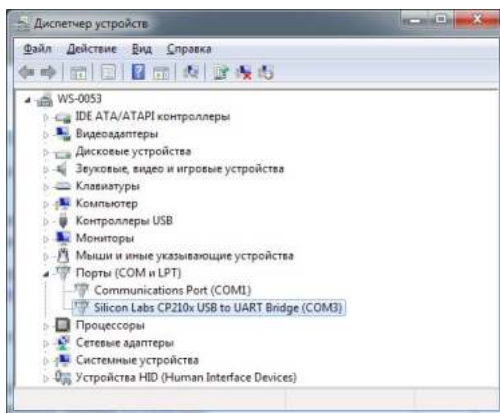 Диспетчер устройств
Файл Действие Вид Справка
WS-0053
IDE ATA/ATAPI контроллеры
Видеоадаптеры
Дисковые устройства
Звуковые, видео и игровые устройства
Клавиатуры
Компьютер
Контроллеры USB
Мониторы
Мыши и иные указывающие устройства
Порты (COM и LPT)
Communications Port (COM1)
Silicon Labs CP210x USB to UART Bridge (COM3)
Процессоры
Сетевые адаптеры
Системные устройства
Устройства HID (Human Interface Devices)